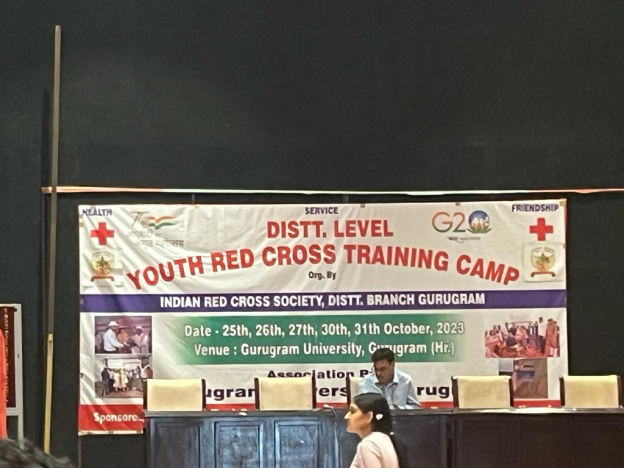 HEALTH
SERVICE
FRIENDSHIP
G20
DISTT. LEVEL
YOUTH RED CROSS TRAINING CAMP
Org. By
INDIAN RED CROSS SOCIETY, DISTT. BRANCH GURUGRAM
Date - 25th, 26th, 27th, 30th, 31th October, 2023
Venue : Gurugram University, Gurugram (Hr.)
Association